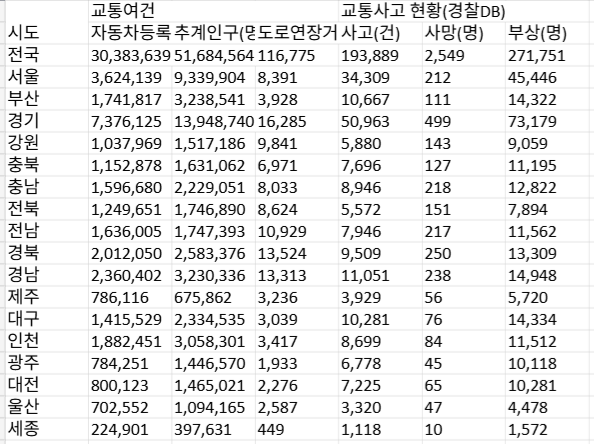 교통여건 교통사고 현황(경찰DB)
시도 자동차등록 추계인구(명 도로연장거 사고(건) 사망(명) 부상(명)
전국 30,383,639 51,684,564 116,775 193,889 2,549 271,751
서울 3,624,139 9,339,904 8,391 34,309 212 45,446
부산 1,741,817 3,238,541 3,928 10,667 111 14,322
경기 7,376,125 13,948,740 16,285 50,963 499 73,179
강원 1,037,969 1,517,186 9,841 5,880 143 9,059
충북 1,152,878 1,631,062 6,971 7,696 127 11,195
충남 1,596,680 2,229,051 8,033 8,946 218 12,822
전북 1,249,651 1,746,890 8,624 5,572 151 7,894
전남 1,636,005 1,747,393 10,929 7,946 217 11,562
경북 2,012,050 2,583,376 13,524 9,509 250 13,309
경남 2,360,402 3,230,336 13,313 11,051 238 14,948
제주 786,116 675,862 3,236 3,929 56 5,720
대구 1,415,529 2,334,535 3,039 10,281 76 14,334
인천 1,882,451 3,058,301 3,417 8,699 84 11,512
광주 784,251 1,446,570 1,933 6,778 45 10,118
대전 800,123 1,465,021 2,276 7,225 65 10,281
울산 702,552 1,094,165 2,587 3,320 47 4,478
세종 224,901 397,631 449 1,118 10 1,572